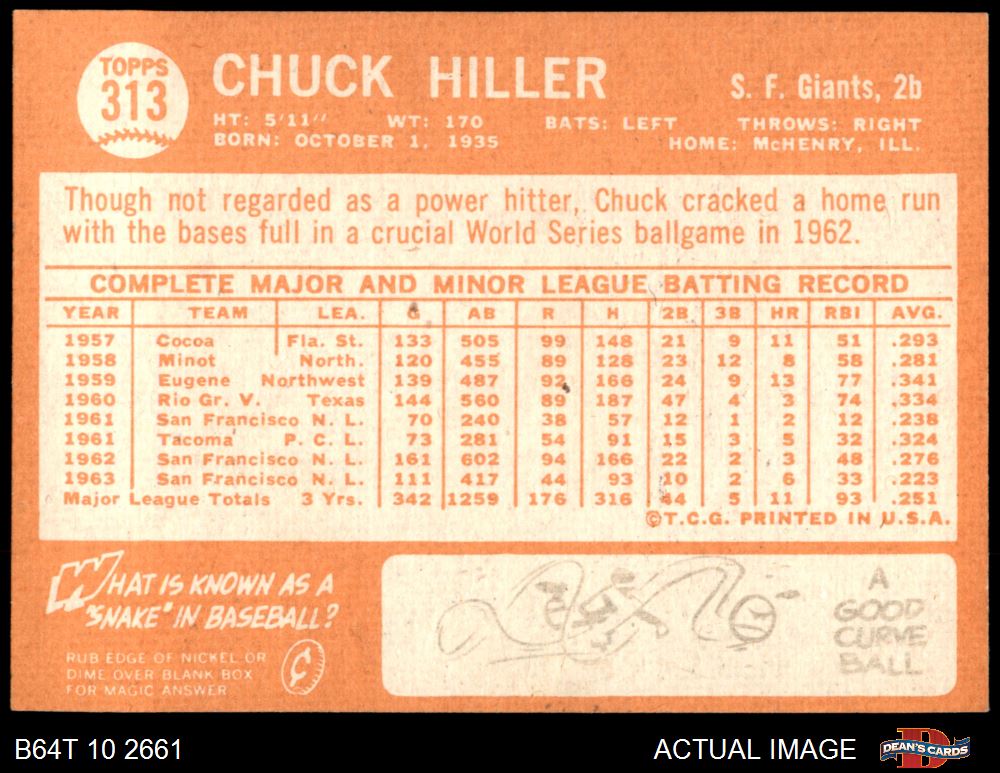 TOPPS
313
CHUCK HILLER
S. F. Giants, 2b
HT: 5'11" WT: 170 BATS: LEFT THROWS: RIGHT
BORN: OCTOBER 1, 1935 HOME: McHENRY, ILL.
Though not regarded as a power hitter, Chuck cracked a home run
with the bases full in a crucial World Series ballgame in 1962.
COMPLETE MAJOR AND MINOR LEAGUE BATTING RECORD
YEAR TEAM LEA. G AB R H 2B 3B HR RBI AVG.
1957 Cocoa Fla. St. 133 505 99 148 21 9 11 51 .293
1958 Minot North. 120 455 89 128 23 12 8 58 .281
1959 Eugene Northwest 139 487 92 166 24 9 13 77 .341
1960 Rio Gr. V. Texas 144 560 89 187 47 4 3 74 .334
1961 San Francisco N. L. 70 240 38 57 12 1 2 12 .238
1961 Tacoma P. C. L. 73 281 54 91 15 3 5 32 .324
1962 San Francisco N. L. 161 602 94 166 22 2 3 48 .276
1963 San Francisco N. L. 111 417 44 93 10 2 6 33 .223
Major League Totals 3 Yrs. 342 1259 176 316 44 5 11 93 .251
©T.C.G. PRINTED IN U.S.A.
WHAT IS KNOWN AS A
"SNAKE" IN BASEBALL?
RUB EDGE OF NICKEL OR
DIME OVER BLANK BOX
FOR MAGIC ANSWER
¢
A
GOOD
CURVE
BALL
B64T 10 2661
ACTUAL IMAGE
DEAN'S CARDS